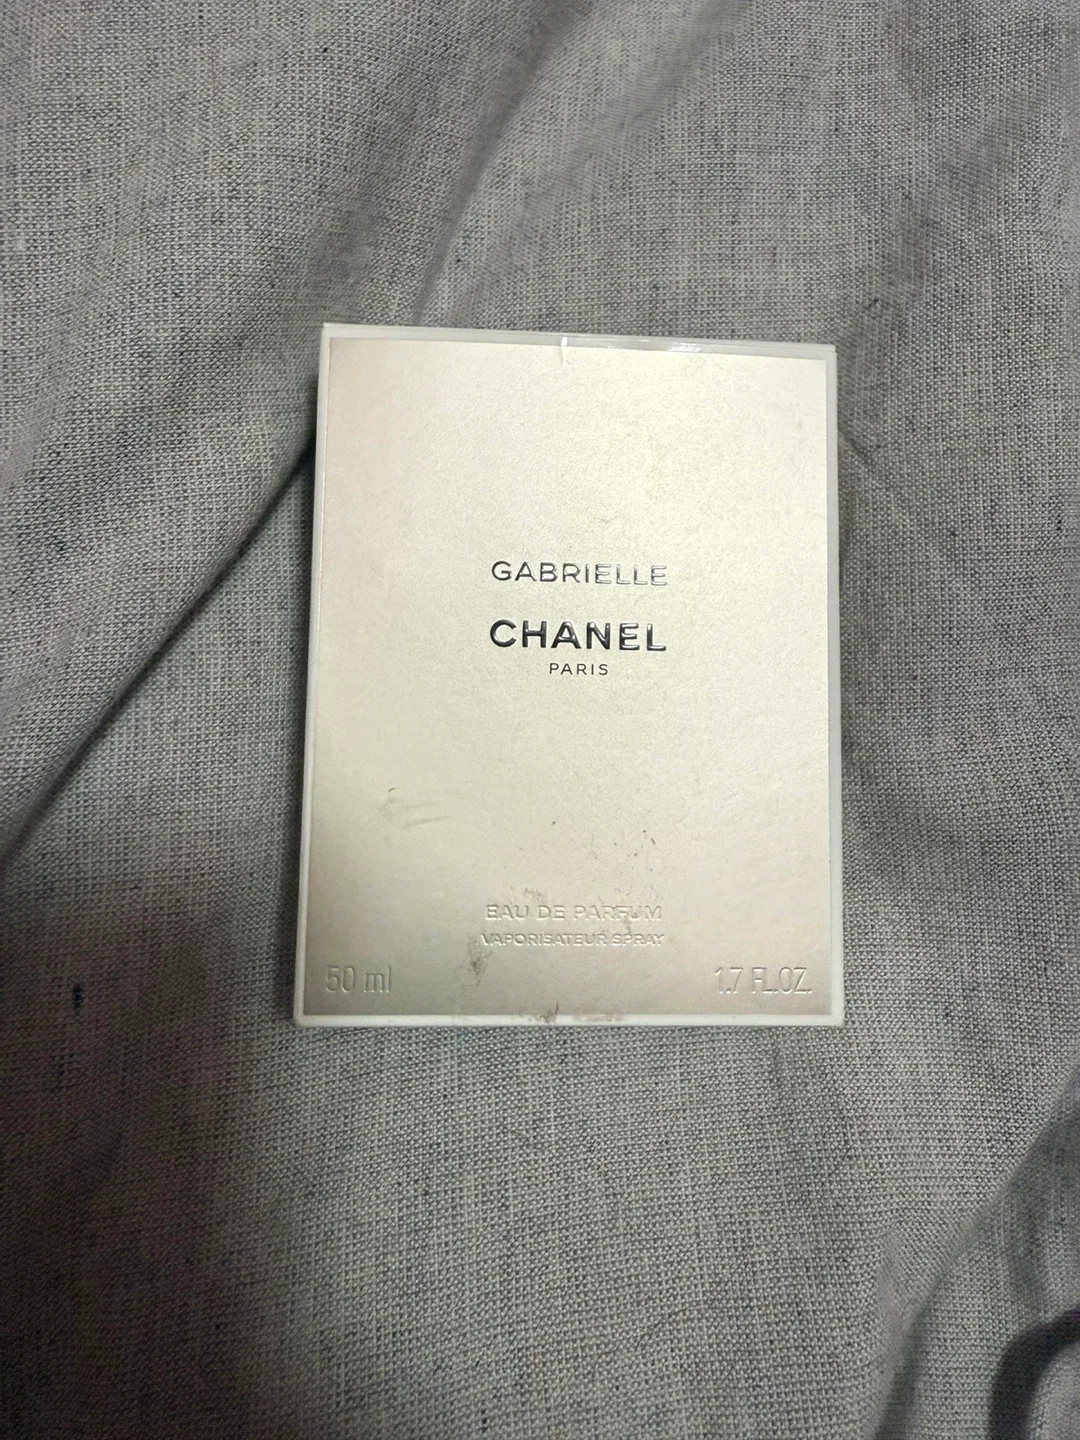 GABRIELLE
CHANEL
PARIS
EAU DE PARFUM
VAPORISATEUR SPRAY
50 ml 1.7 FL.OZ.